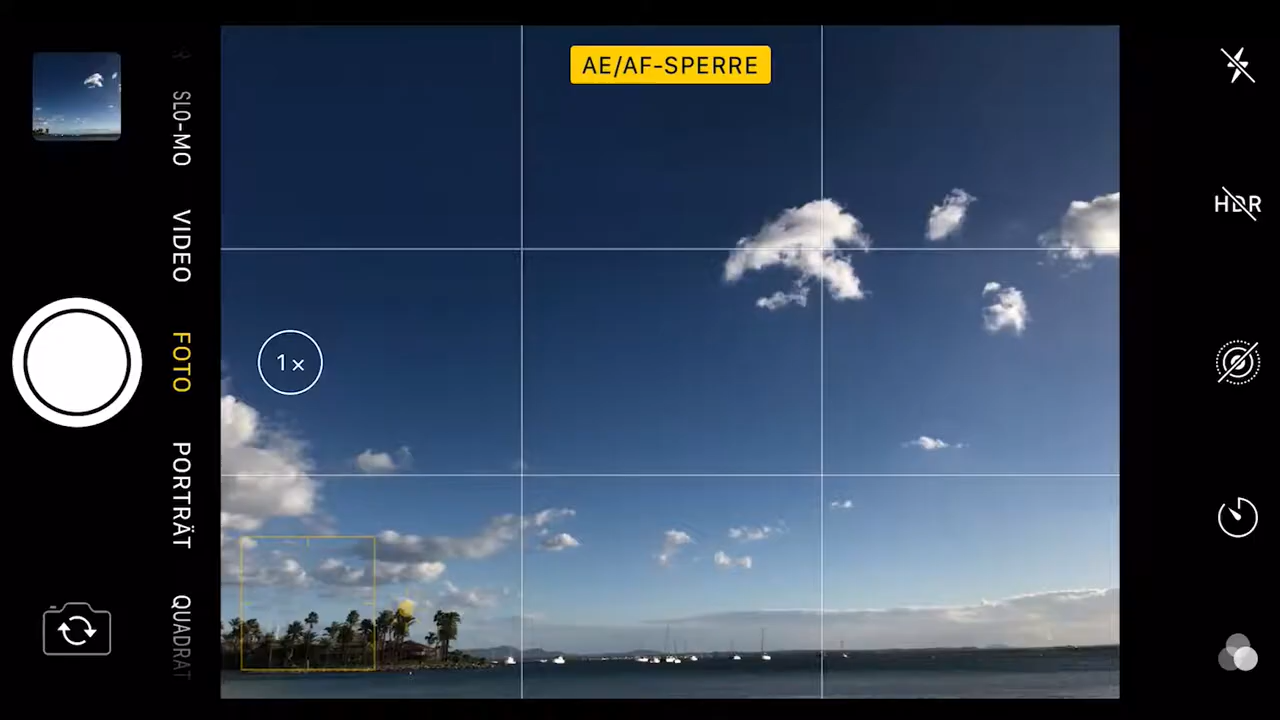 AE/AF-SPERRE
SLO-MO
VIDEO
FOTO
PORTRÄT
QUADRAT
1×
HDR